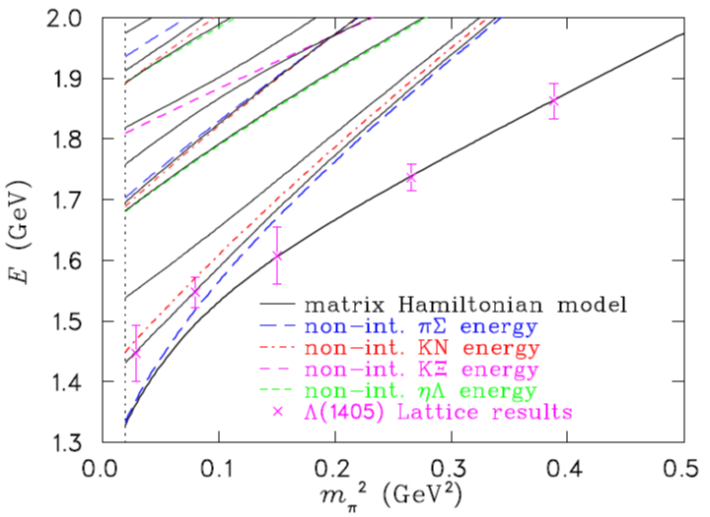 2.0
1.9
1.8
1.7
1.6
1.5
1.4
1.3
E (GeV)
matrix Hamiltonian model
non−int. πΣ energy
non−int. KN energy
non−int. KΞ energy
non−int. ηΛ energy
Λ(1405) Lattice results
0.0 0.1 0.2 0.3 0.4 0.5
m_π² (GeV²)